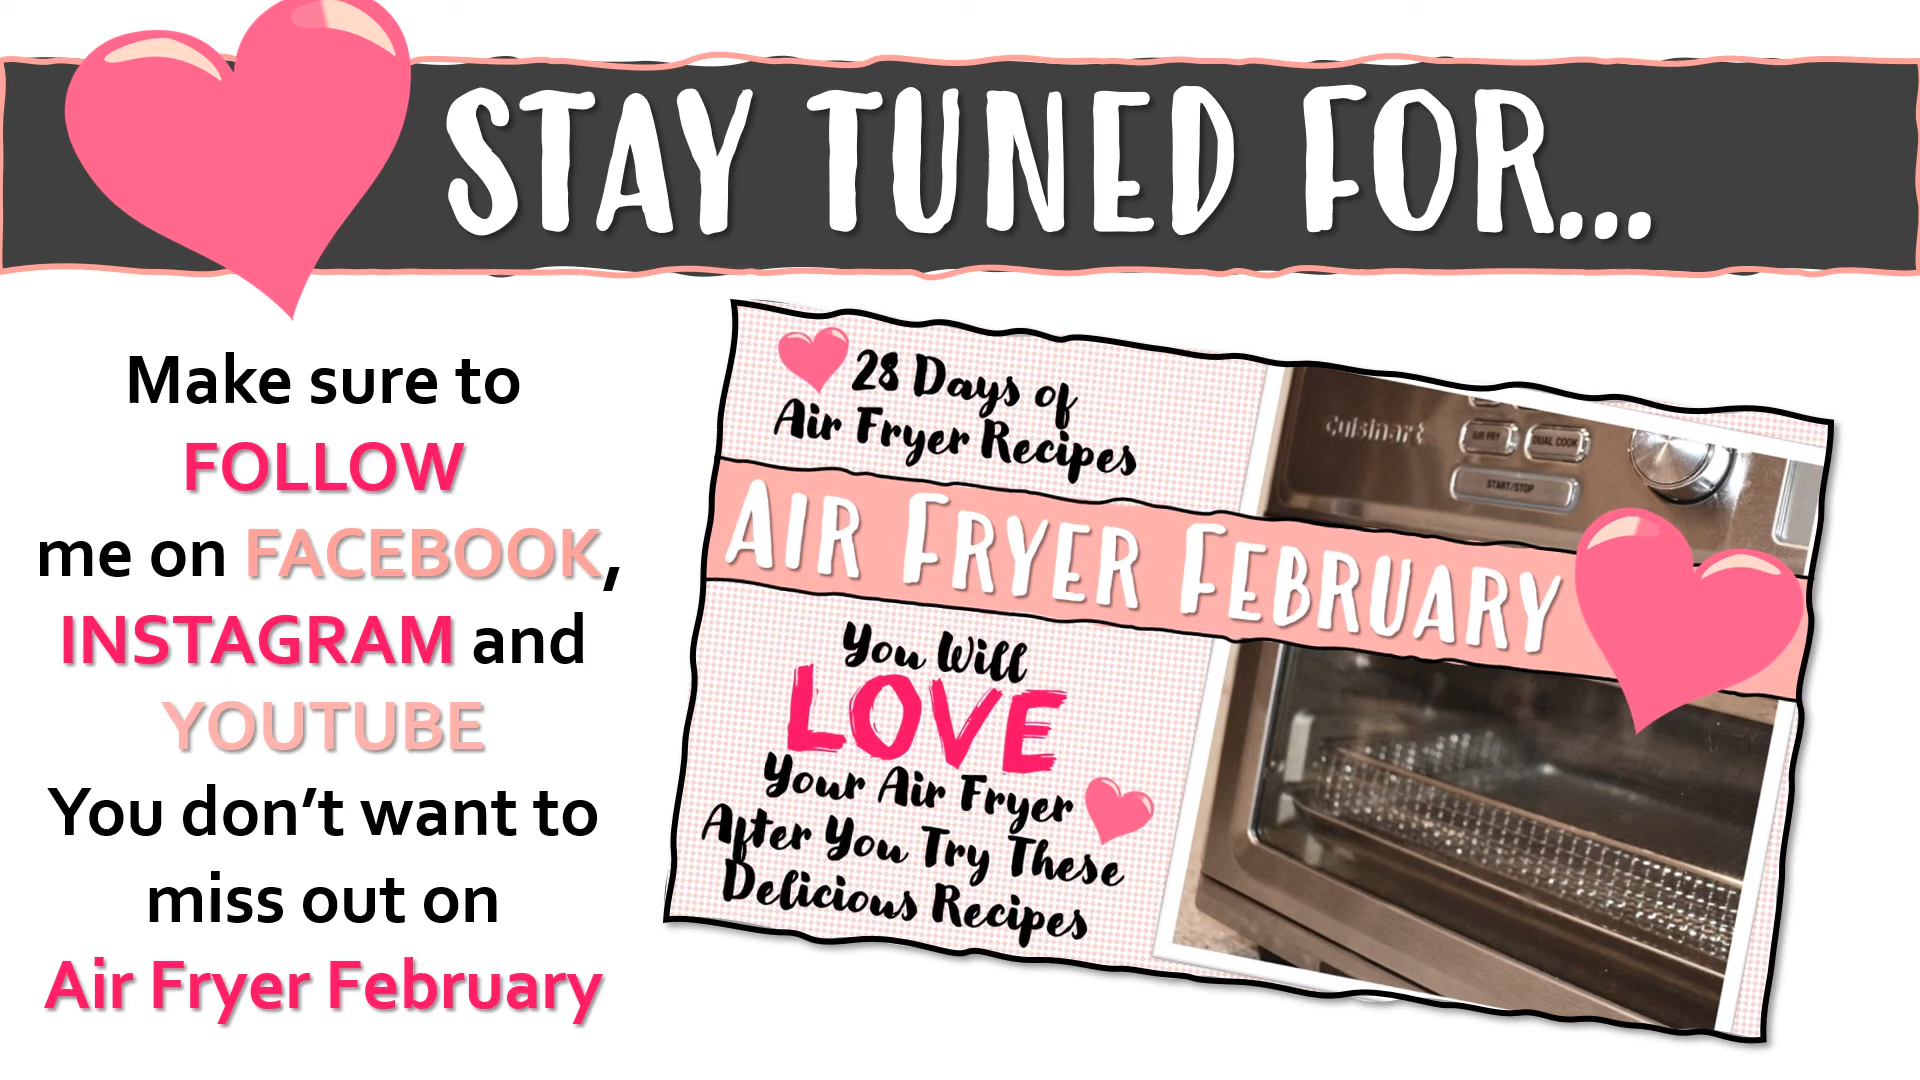 STAY TUNED FOR...
Make sure to
FOLLOW
me on FACEBOOK,
INSTAGRAM and
YOUTUBE
You don’t want to
miss out on
Air Fryer February
28 Days of
Air Fryer Recipes
AIR FRYER FEBRUARY
You Will
LOVE
Your Air Fryer
After You Try These
Delicious Recipes
Cuisinart
AIR FRY
DUAL COOK
START/STOP